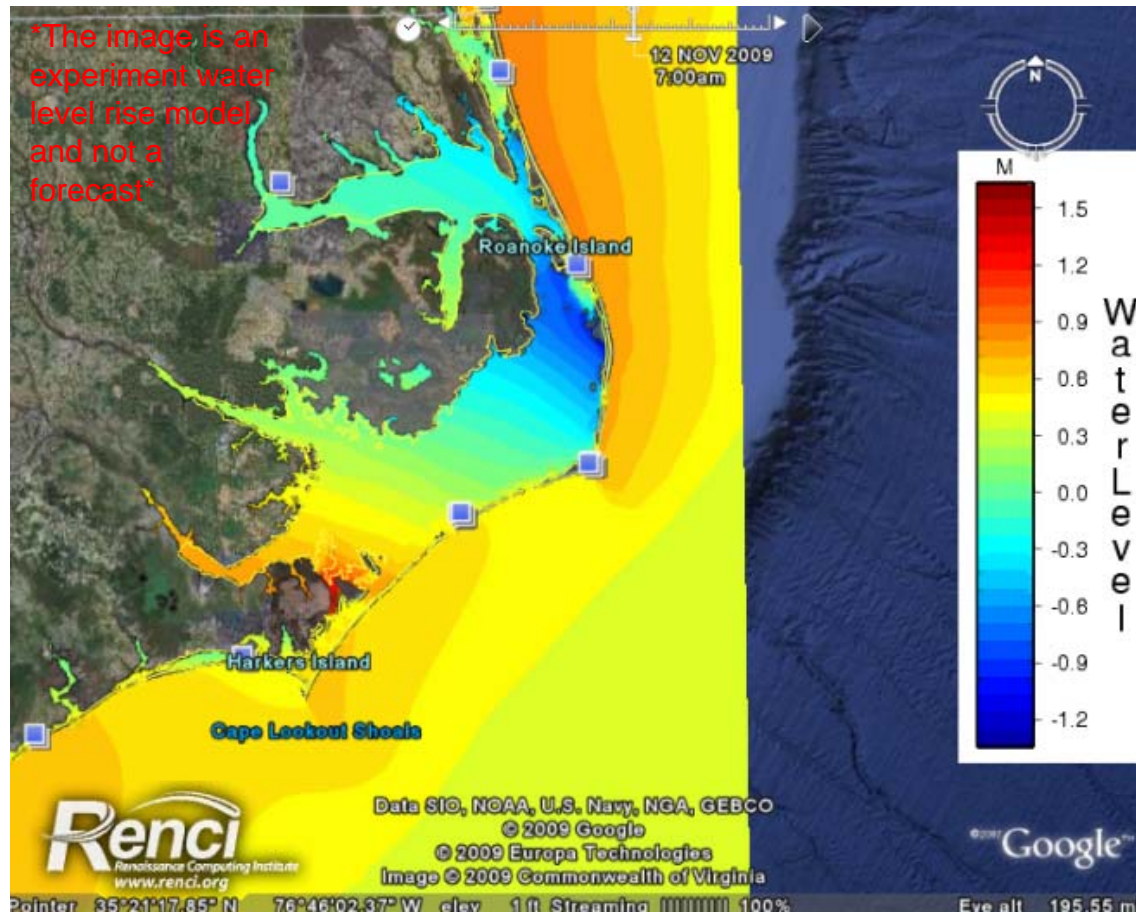 *The image is an
experiment water
level rise model
and not a
forecast*
12 NOV 2009
7:00am
N
M
1.5
1.2
0.9
0.6
0.3
0.0
-0.3
-0.6
-0.9
-1.2
WaterLevel
Roanoke Island
Harkers Island
Cape Lookout Shoals
Renci
Renaissance Computing Institute
www.renci.org
Data SIO, NOAA, U.S. Navy, NGA, GEBCO
© 2009 Google
© 2009 Europa Technologies
Image © 2009 Commonwealth of Virginia
Google™
Pointer 35°21'17.85" N 76°46'02.37" W elev 1 ft Streaming ||||||||| 100% Eye alt 195.55 m